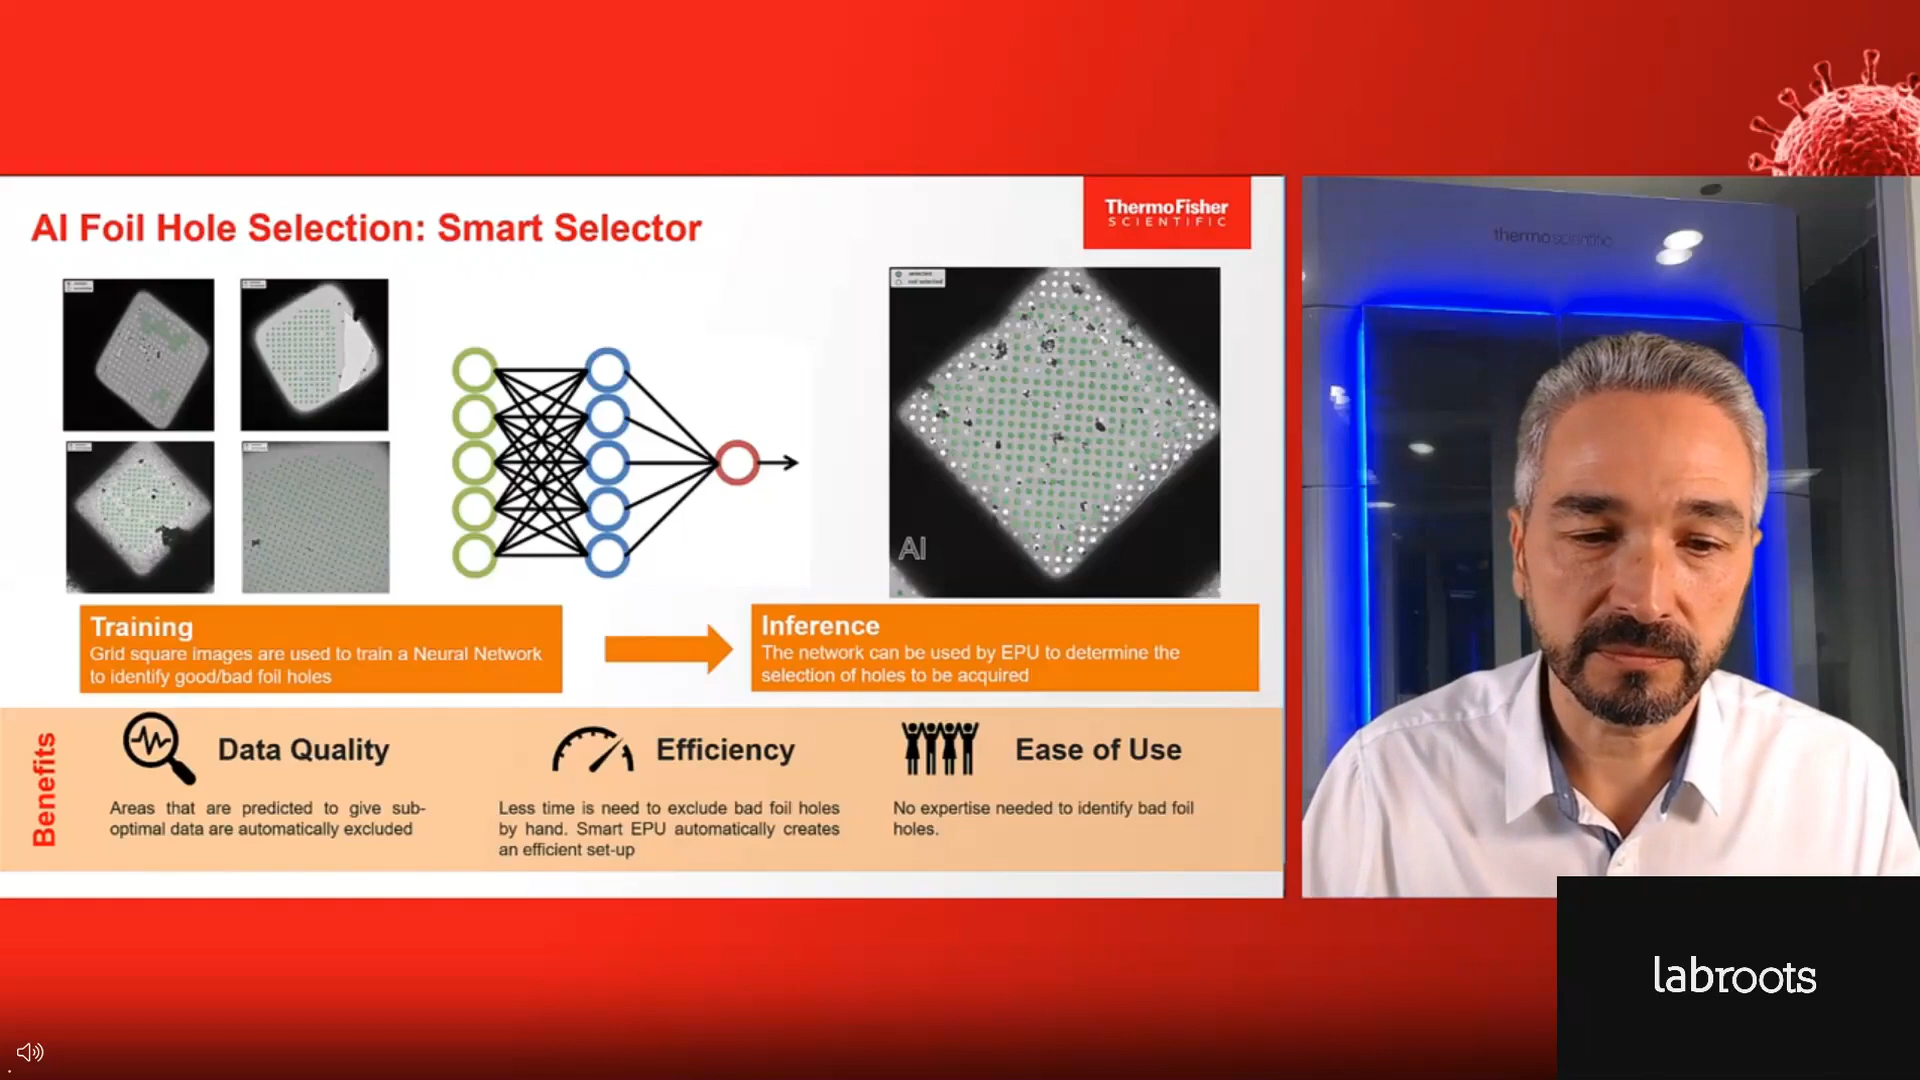 AI Foil Hole Selection: Smart Selector
ThermoFisher
SCIENTIFIC
thermo scientific
selected
not selected
AI
Training
Grid square images are used to train a Neural Network
to identify good/bad foil holes
Inference
The network can be used by EPU to determine the
selection of holes to be acquired
Benefits
Data Quality
Areas that are predicted to give sub-
optimal data are automatically excluded
Efficiency
Less time is need to exclude bad foil holes
by hand. Smart EPU automatically creates
an efficient set-up
Ease of Use
No expertise needed to identify bad foil
holes.
labroots